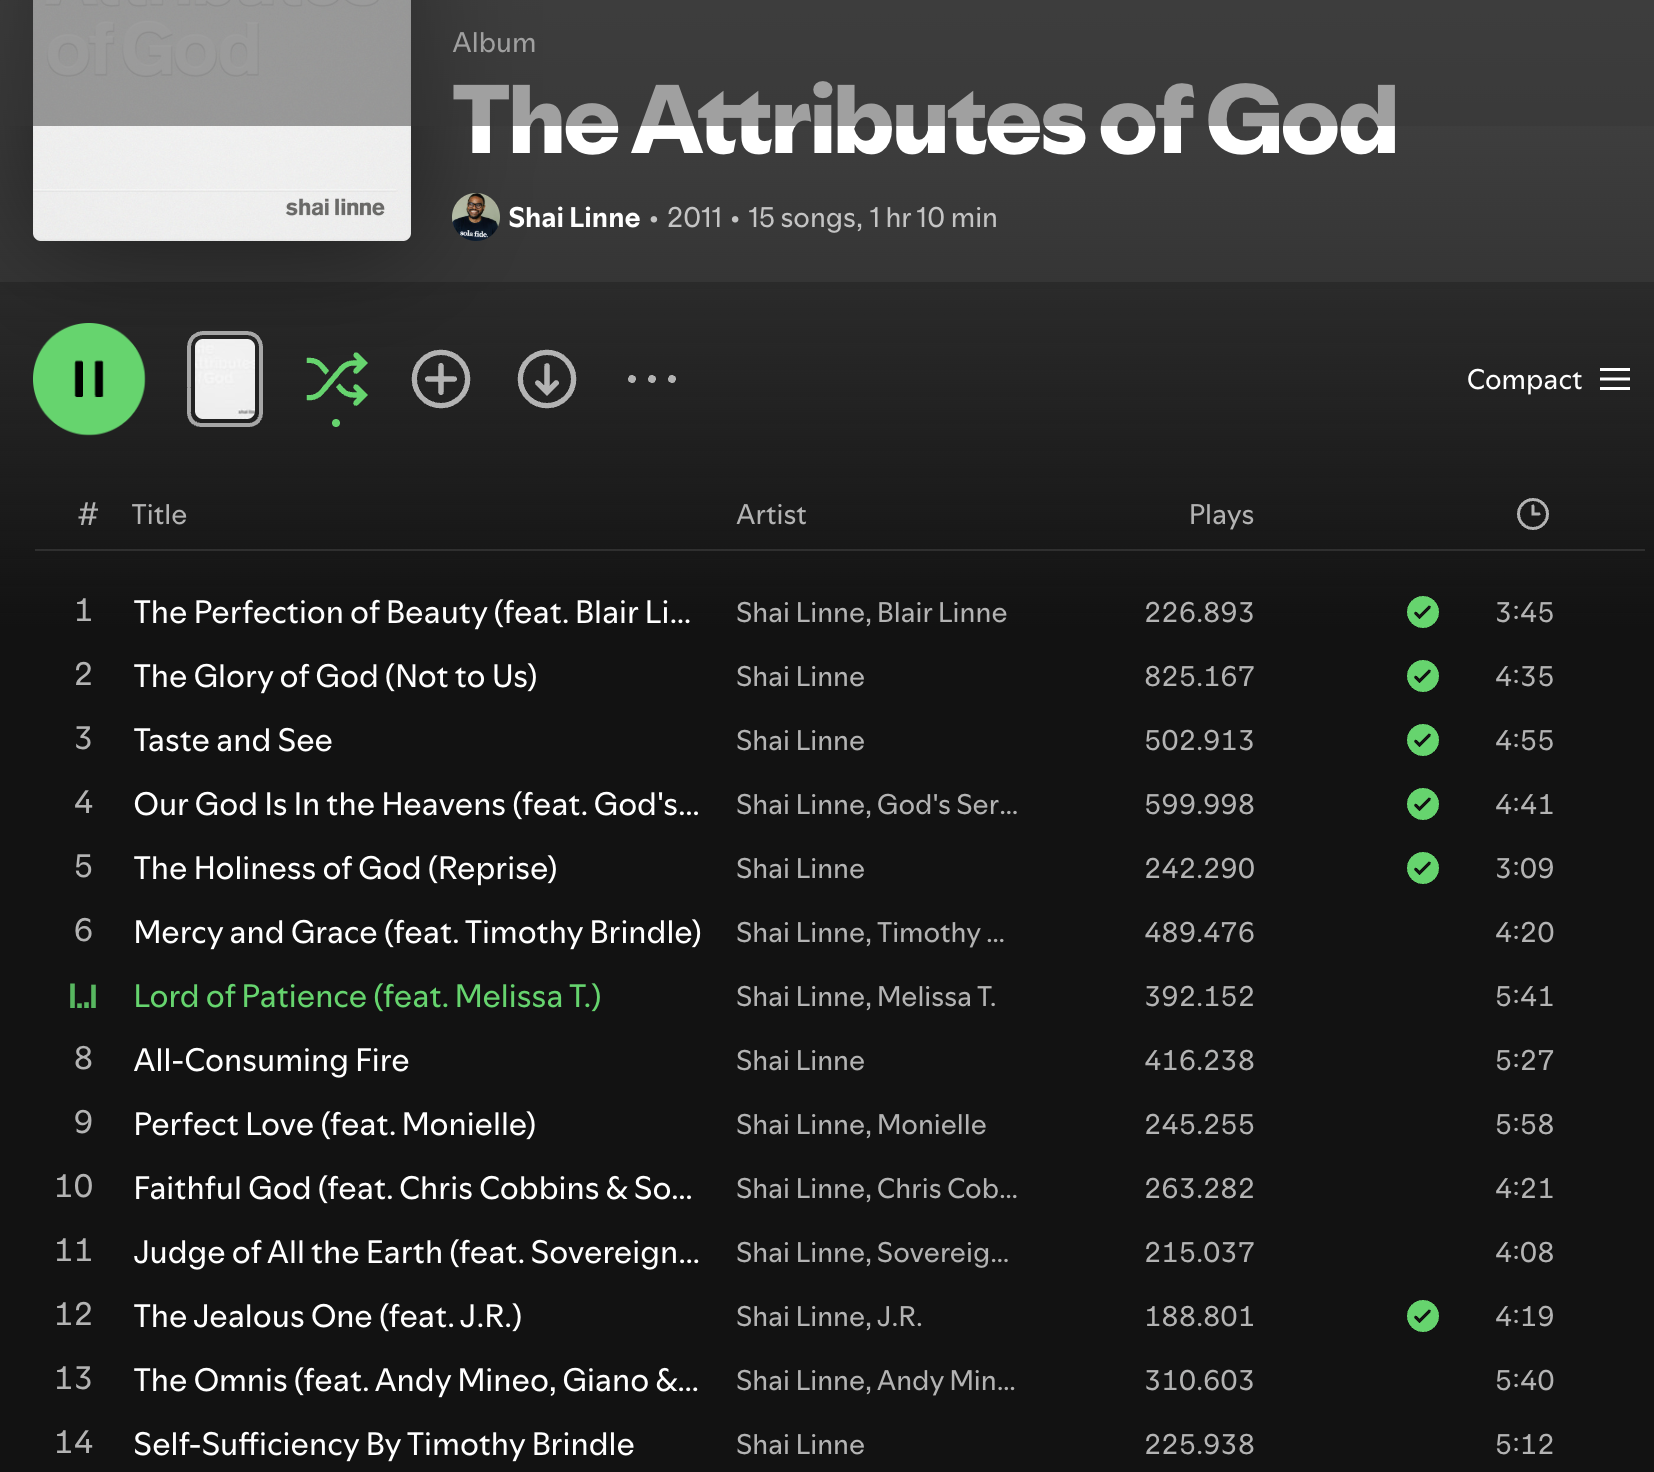 Attributes
of God
shai linne
Album
The Attributes of God
sola fide.
Shai Linne • 2011 • 15 songs, 1 hr 10 min
Compact
# Title Artist Plays
1 The Perfection of Beauty (feat. Blair Li... Shai Linne, Blair Linne 226.893 3:45
2 The Glory of God (Not to Us) Shai Linne 825.167 4:35
3 Taste and See Shai Linne 502.913 4:55
4 Our God Is In the Heavens (feat. God's... Shai Linne, God's Ser... 599.998 4:41
5 The Holiness of God (Reprise) Shai Linne 242.290 3:09
6 Mercy and Grace (feat. Timothy Brindle) Shai Linne, Timothy ... 489.476 4:20
Lord of Patience (feat. Melissa T.) Shai Linne, Melissa T. 392.152 5:41
8 All-Consuming Fire Shai Linne 416.238 5:27
9 Perfect Love (feat. Monielle) Shai Linne, Monielle 245.255 5:58
10 Faithful God (feat. Chris Cobbins & So... Shai Linne, Chris Cob... 263.282 4:21
11 Judge of All the Earth (feat. Sovereign... Shai Linne, Sovereig... 215.037 4:08
12 The Jealous One (feat. J.R.) Shai Linne, J.R. 188.801 4:19
13 The Omnis (feat. Andy Mineo, Giano &... Shai Linne, Andy Min... 310.603 5:40
14 Self-Sufficiency By Timothy Brindle Shai Linne 225.938 5:12